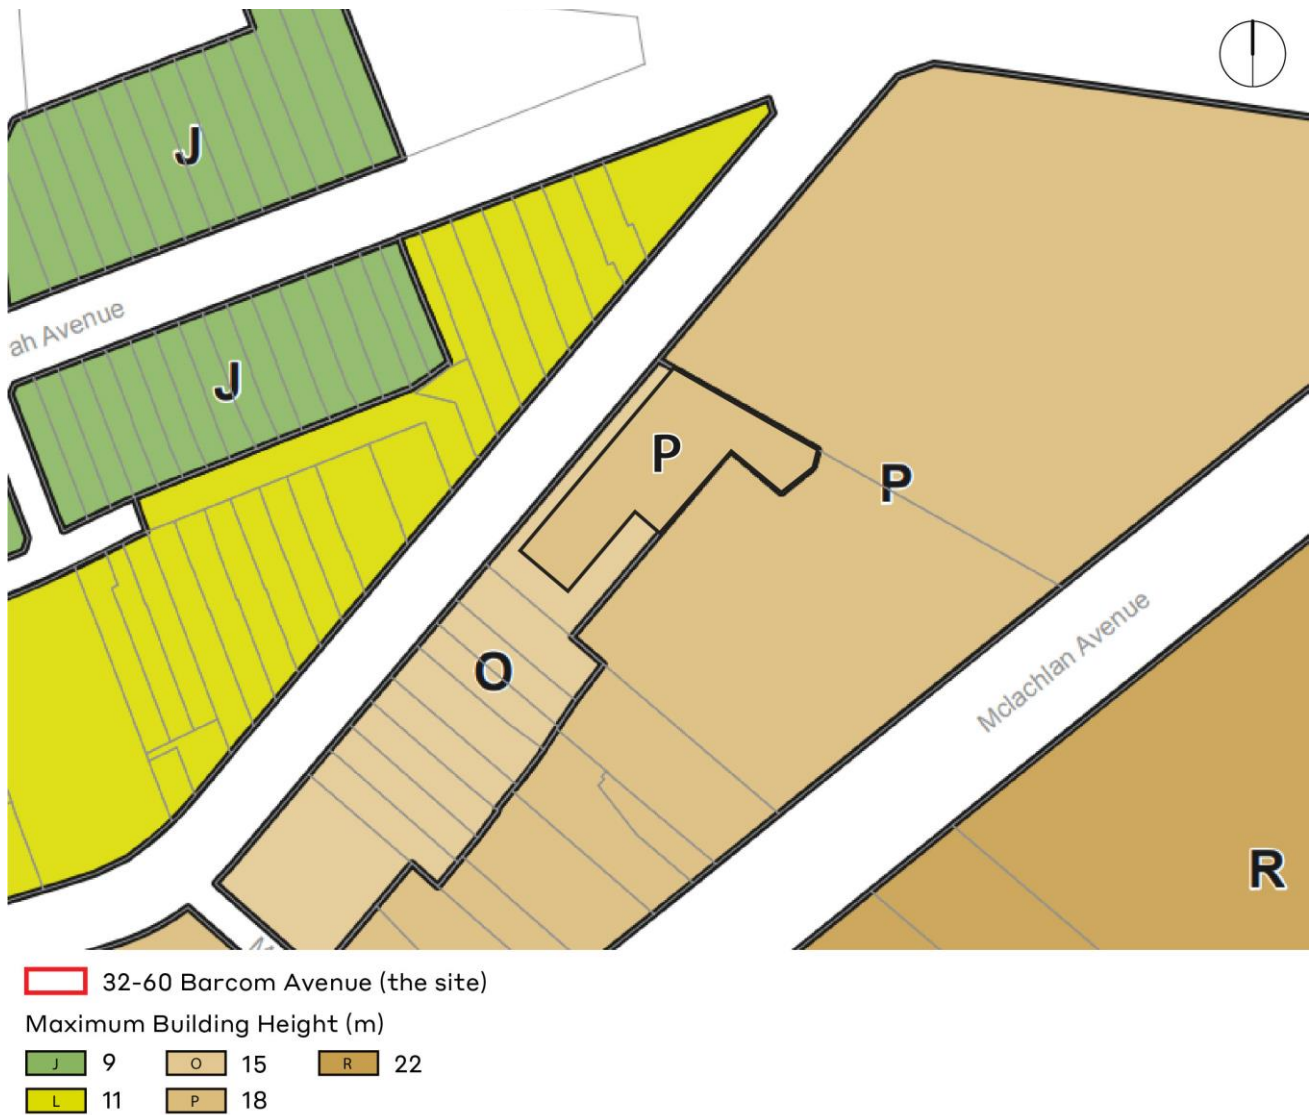 J
ah Avenue
J
P
P
O
Mclachlan Avenue
R
32-60 Barcom Avenue (the site)
Maximum Building Height (m)
J 9 O 15 R 22
L 11 P 18